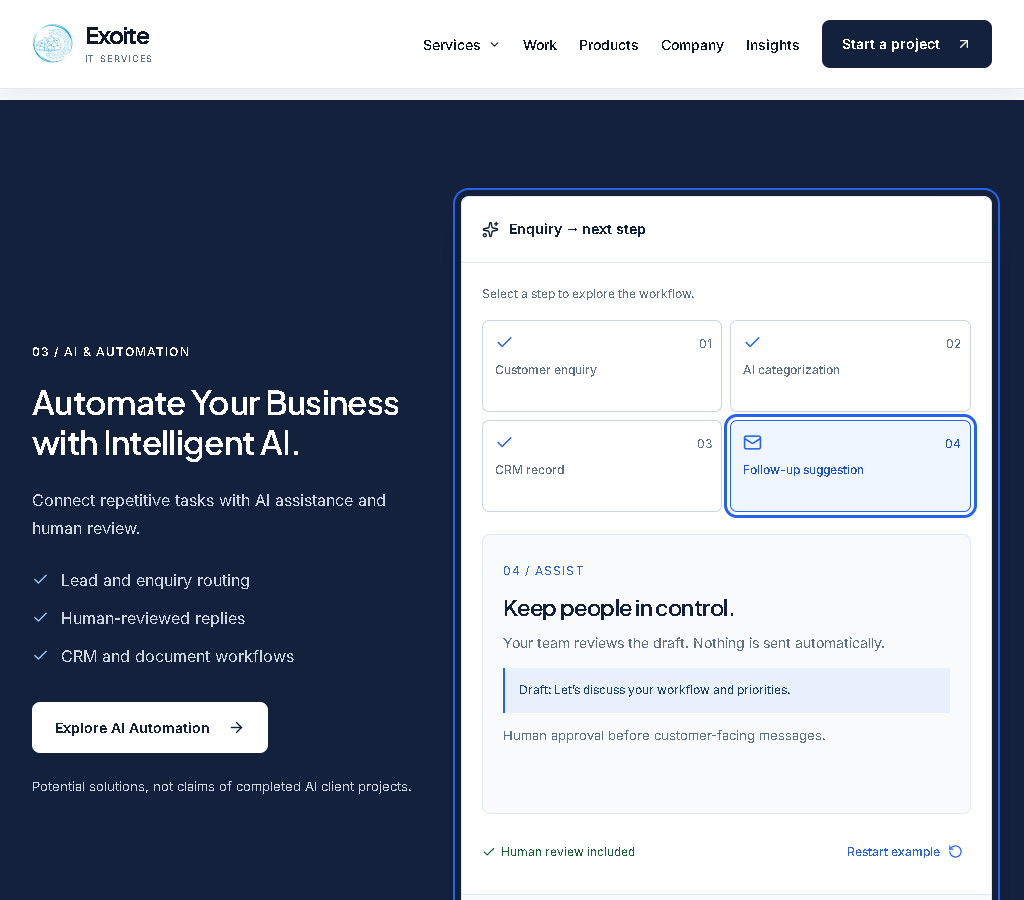 Exoite
IT SERVICES
Services
Work
Products
Company
Insights
Start a project
03 / AI & AUTOMATION
Automate Your Business
with Intelligent AI.
Connect repetitive tasks with AI assistance and
human review.
Lead and enquiry routing
Human-reviewed replies
CRM and document workflows
Explore AI Automation
Potential solutions, not claims of completed AI client projects.
Enquiry → next step
Select a step to explore the workflow.
01
Customer enquiry
02
AI categorization
03
CRM record
04
Follow-up suggestion
04 / ASSIST
Keep people in control.
Your team reviews the draft. Nothing is sent automatically.
Draft: Let's discuss your workflow and priorities.
Human approval before customer-facing messages.
Human review included
Restart example